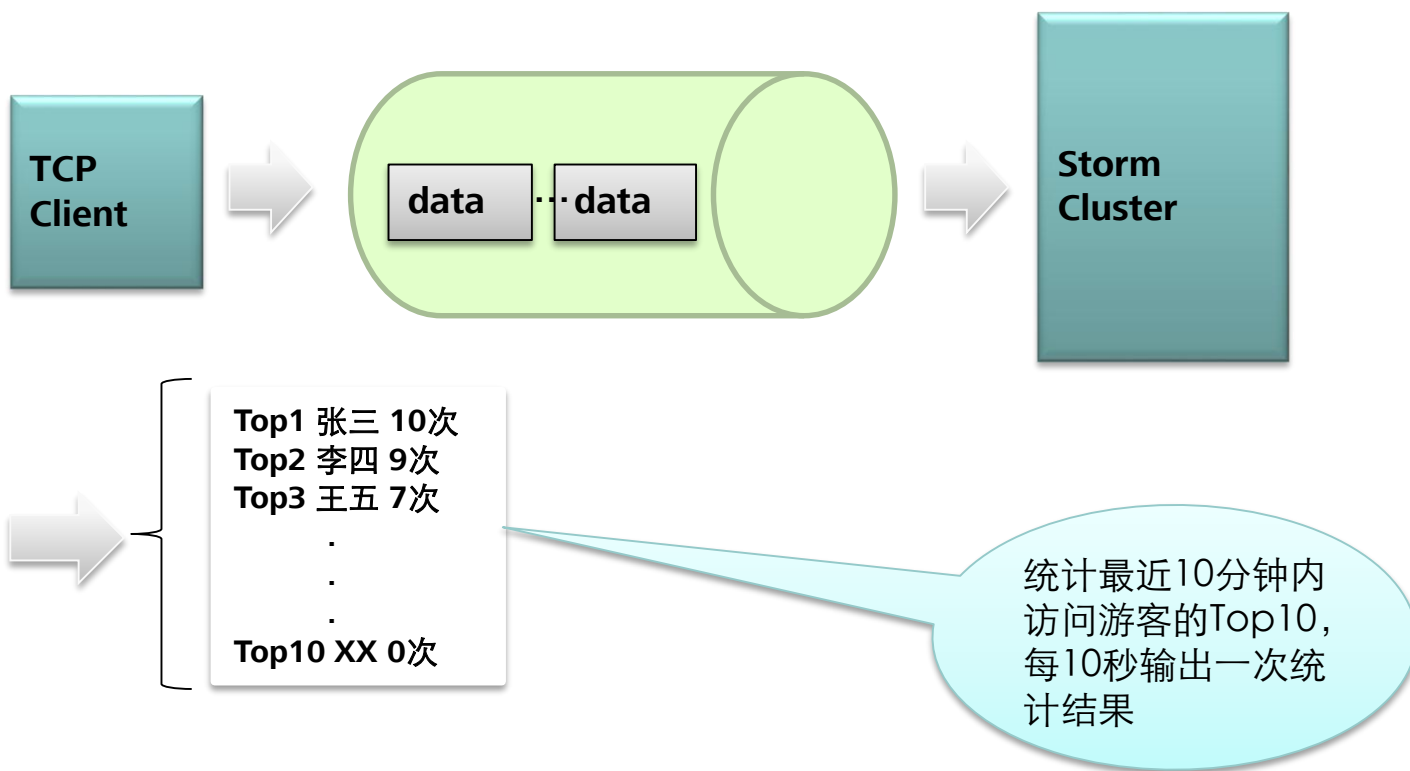 TCP
Client
data ... data
Storm
Cluster
Top1 张三 10次
Top2 李四 9次
Top3 王五 7次
.
.
.
Top10 XX 0次
统计最近10分钟内
访问游客的Top10，
每10秒输出一次统
计结果